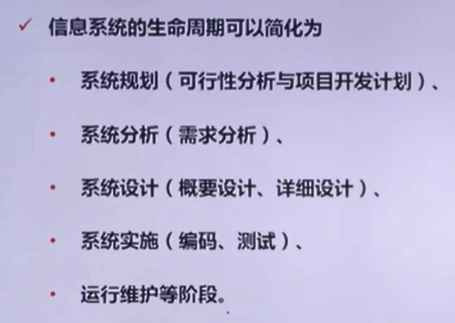 ✓ 信息系统的生命周期可以简化为
• 系统规划（可行性分析与项目开发计划）、
• 系统分析（需求分析）、
• 系统设计（概要设计、详细设计）、
• 系统实施（编码、测试）、
• 运行维护等阶段。